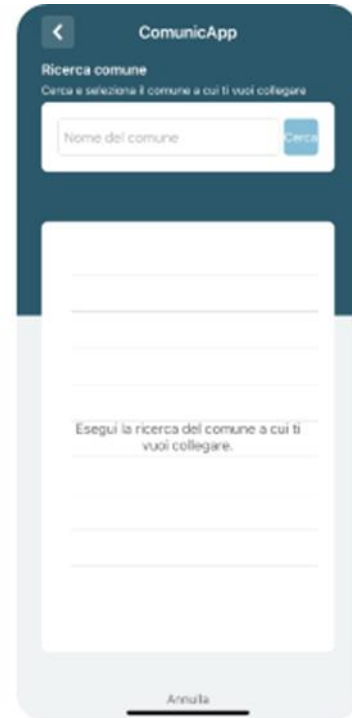 ComunicApp
Ricerca comune
Cerca e seleziona il comune a cui ti vuoi collegare
Nome del comune
Cerca
Esegui la ricerca del comune a cui ti
vuoi collegare.
Annulla